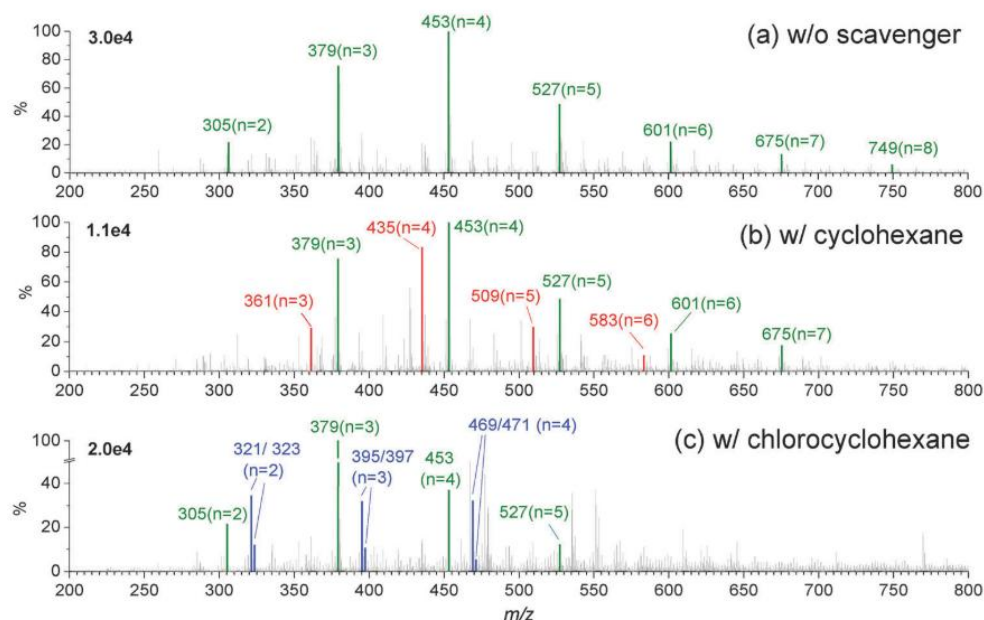 (a) w/o scavenger
3.0e4
%
100
80
60
40
20
0
305(n=2)
379(n=3)
453(n=4)
527(n=5)
601(n=6)
675(n=7)
749(n=8)
200 250 300 350 400 450 500 550 600 650 700 750 800
(b) w/ cyclohexane
1.1e4
%
100
80
60
40
20
0
361(n=3)
379(n=3)
435(n=4)
453(n=4)
509(n=5)
527(n=5)
583(n=6)
601(n=6)
675(n=7)
200 250 300 350 400 450 500 550 600 650 700 750 800
(c) w/ chlorocyclohexane
2.0e4
%
100
40
20
0
305(n=2)
321/ 323
(n=2)
379(n=3)
395/397
(n=3)
453
(n=4)
469/471 (n=4)
527(n=5)
200 250 300 350 400 450 500 550 600 650 700 750 800
m/z